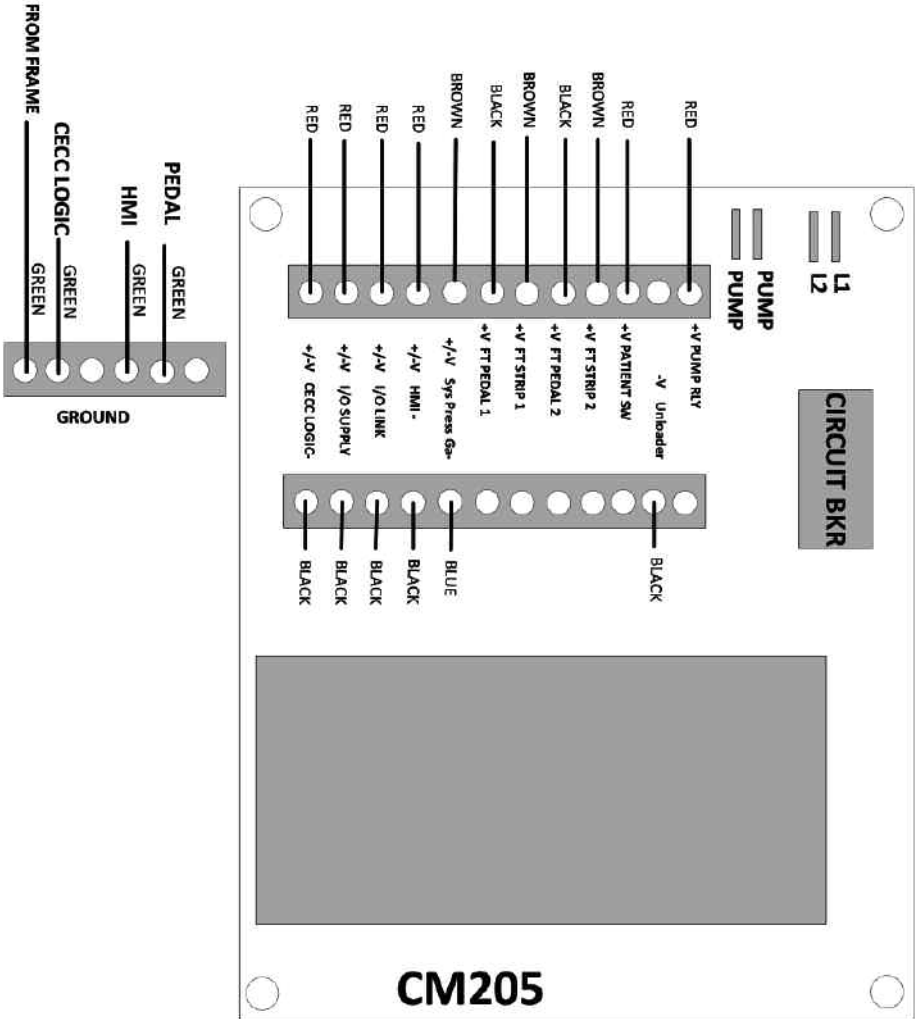 FROM FRAME
CECC LOGIC
HMI
PEDAL
GREEN
GREEN
GREEN
GREEN
GROUND
RED
RED
RED
RED
BROWN
BLACK
BROWN
BLACK
BROWN
RED
RED
PUMP
PUMP
L2
L1
+/-V CECC LOGIC-
+/-V I/O SUPPLY
+/-V I/O LINK
+/-V HMI -
+/-V Sys Press Ga-
+V FT PEDAL 1
+V FT STRIP 1
+V FT PEDAL 2
+V FT STRIP 2
+V PATIENT SW
-V Unloader
+V PUMP RLY
CIRCUIT BKR
BLACK
BLACK
BLACK
BLACK
BLUE
BLACK
CM205